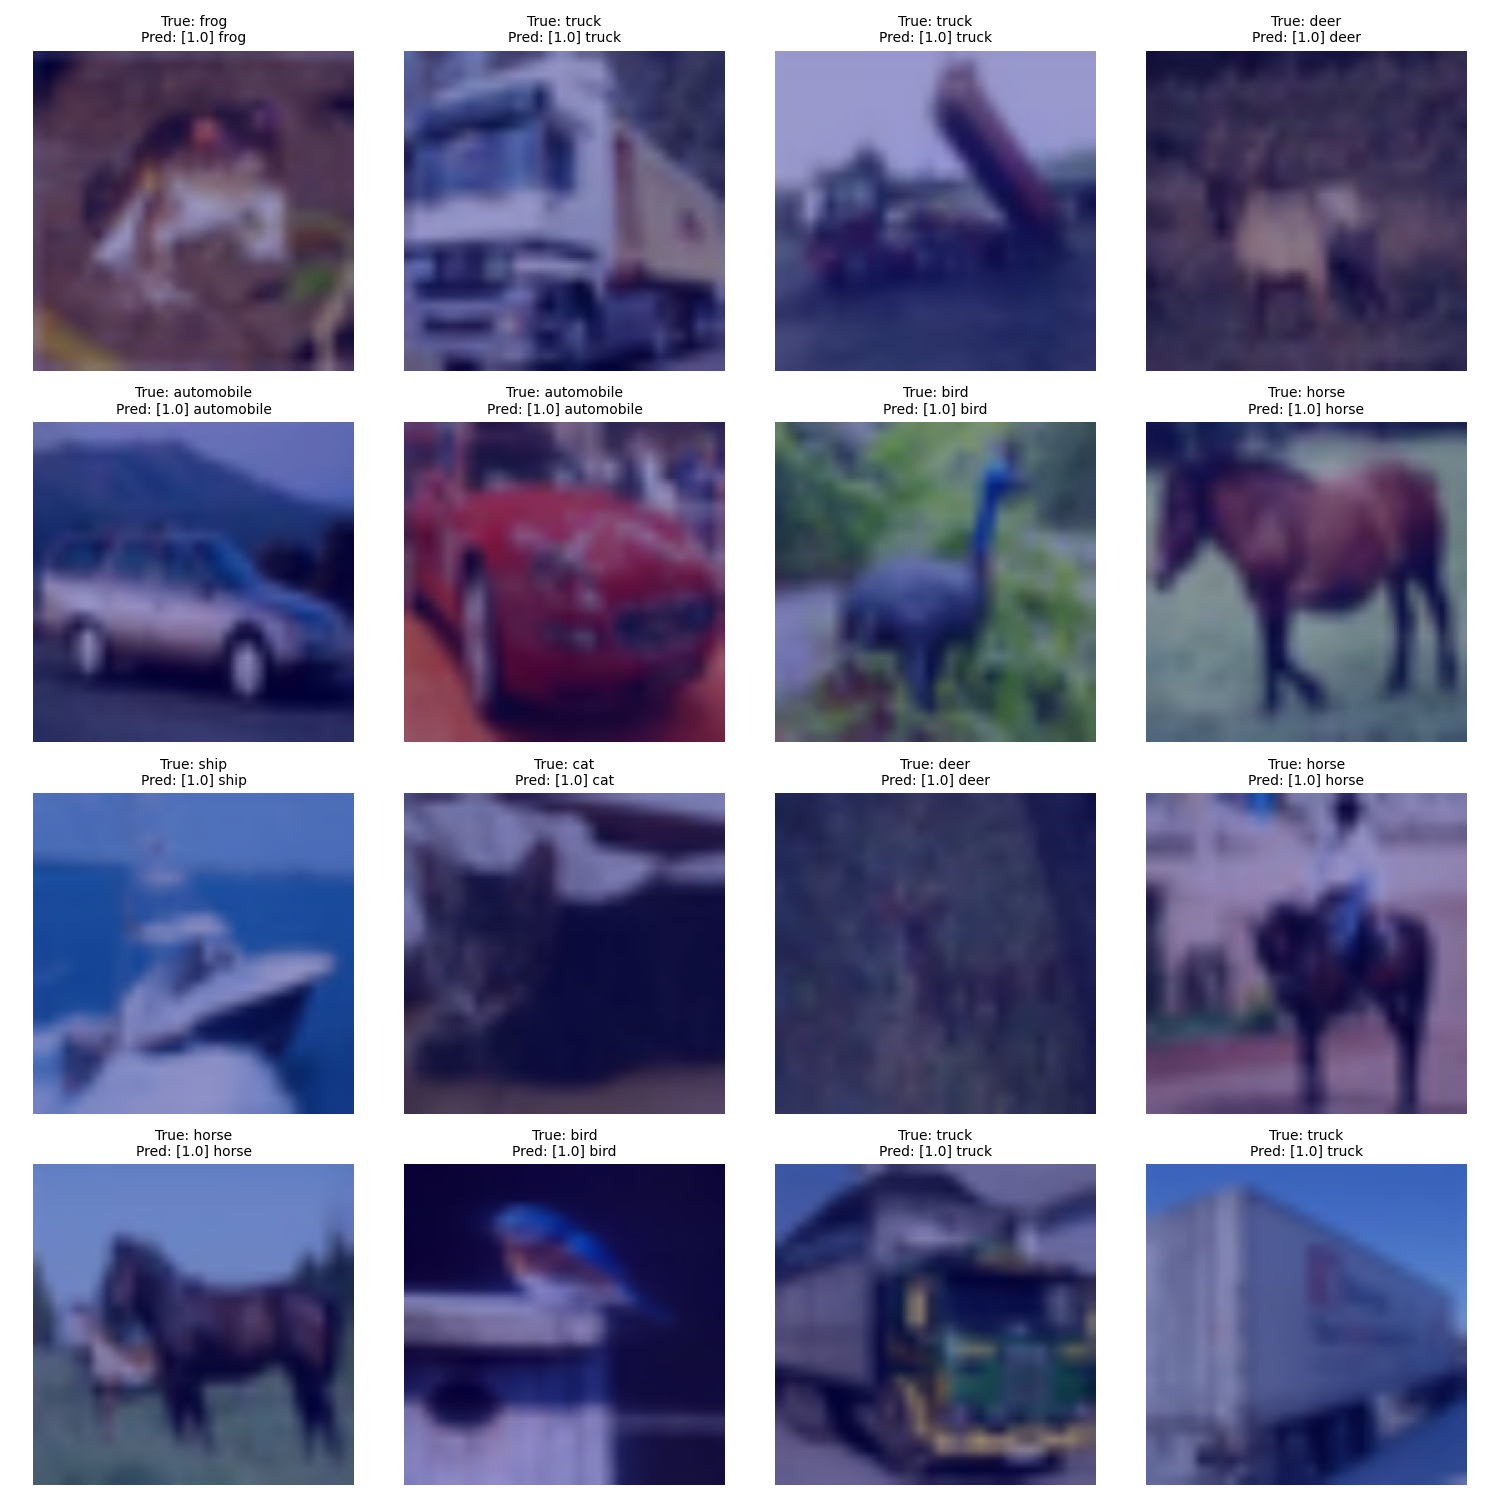 True: frog
Pred: [1.0] frog
True: truck
Pred: [1.0] truck
True: truck
Pred: [1.0] truck
True: deer
Pred: [1.0] deer
True: automobile
Pred: [1.0] automobile
True: automobile
Pred: [1.0] automobile
True: bird
Pred: [1.0] bird
True: horse
Pred: [1.0] horse
True: ship
Pred: [1.0] ship
True: cat
Pred: [1.0] cat
True: deer
Pred: [1.0] deer
True: horse
Pred: [1.0] horse
True: horse
Pred: [1.0] horse
True: bird
Pred: [1.0] bird
True: truck
Pred: [1.0] truck
True: truck
Pred: [1.0] truck